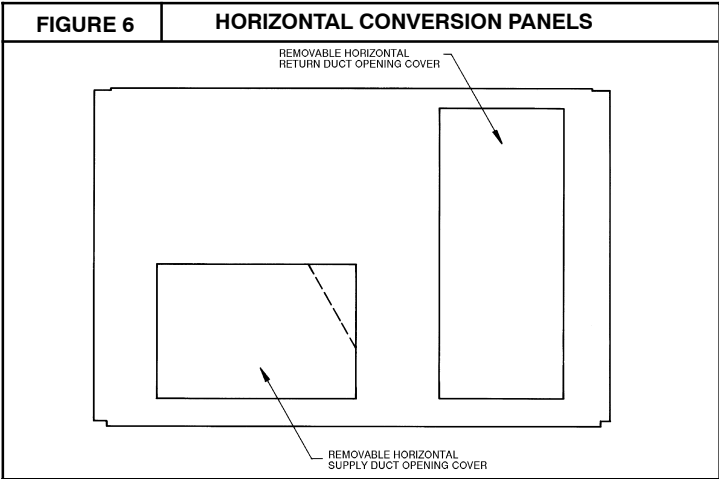 FIGURE 6
HORIZONTAL CONVERSION PANELS
REMOVABLE HORIZONTAL
RETURN DUCT OPENING COVER
REMOVABLE HORIZONTAL
SUPPLY DUCT OPENING COVER